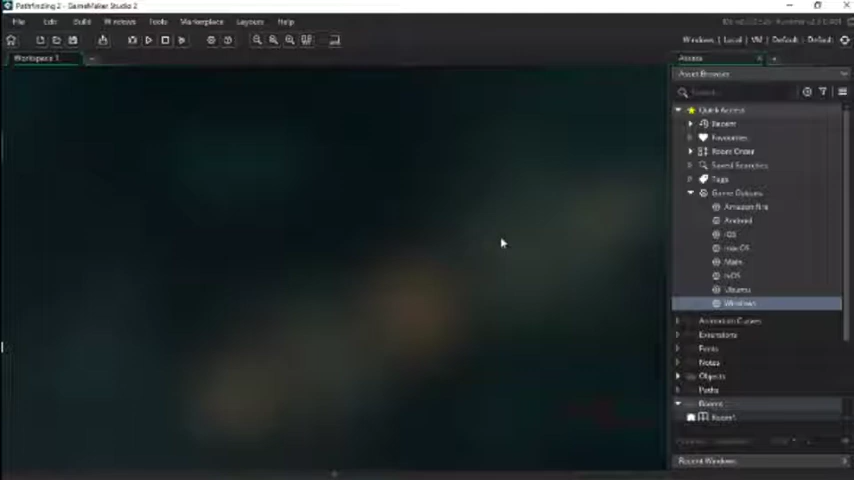 Pathfinding 2 - GameMaker Studio 2
File Edit Build Windows Tools Marketplace Layouts Help
Windows | Local | VM | Default | Default
Workspace 1
Assets
Asset Browser
Search...
Quick Access
Recent
Favourites
Room Order
Saved Searches
Tags
Game Options
Amazon Fire
Android
iOS
macOS
Main
tvOS
Ubuntu
Windows
Animation Curves
Extensions
Fonts
Notes
Objects
Paths
Rooms
Room1
Recent Windows